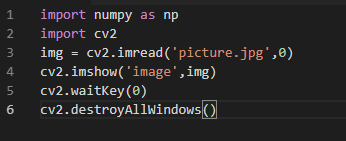 1 import numpy as np
2 import cv2
3 img = cv2.imread('picture.jpg',0)
4 cv2.imshow('image',img)
5 cv2.waitKey(0)
6 cv2.destroyAllWindows()